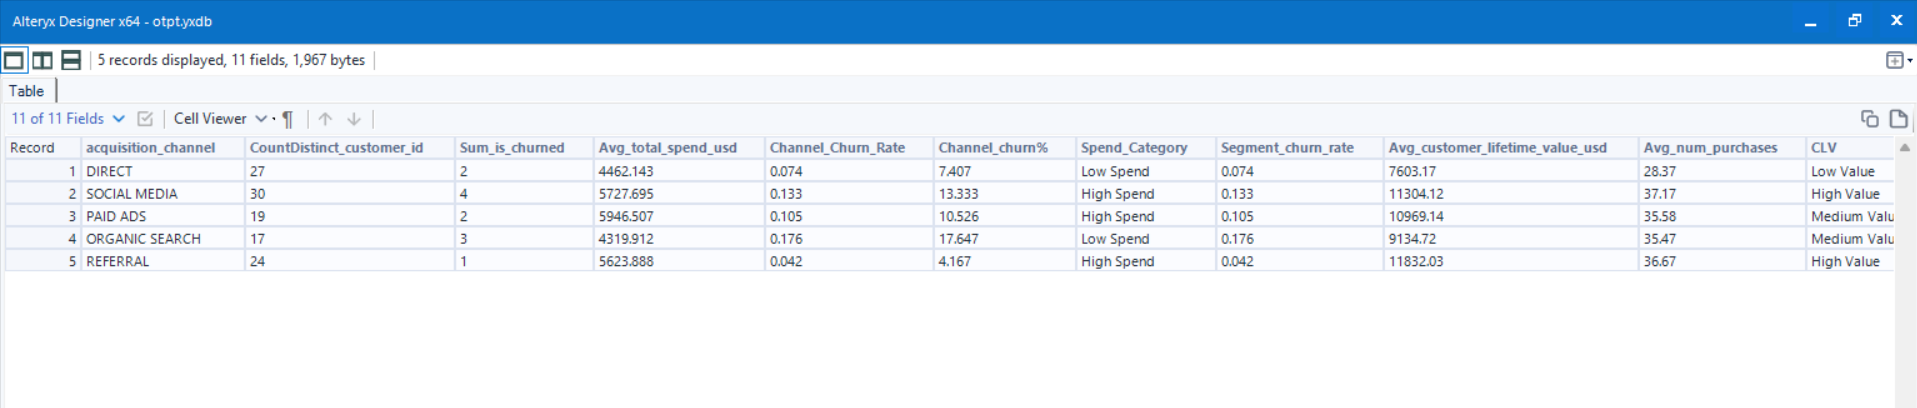 Alteryx Designer x64 - otpt.yxdb
5 records displayed, 11 fields, 1,967 bytes
Table
11 of 11 Fields Cell Viewer ¶
Record acquisition_channel CountDistinct_customer_id Sum_is_churned Avg_total_spend_usd Channel_Churn_Rate Channel_churn% Spend_Category Segment_churn_rate Avg_customer_lifetime_value_usd Avg_num_purchases CLV
1 DIRECT 27 2 4462.143 0.074 7.407 Low Spend 0.074 7603.17 28.37 Low Value
2 SOCIAL MEDIA 30 4 5727.695 0.133 13.333 High Spend 0.133 11304.12 37.17 High Value
3 PAID ADS 19 2 5946.507 0.105 10.526 High Spend 0.105 10969.14 35.58 Medium Valu
4 ORGANIC SEARCH 17 3 4319.912 0.176 17.647 Low Spend 0.176 9134.72 35.47 Medium Valu
5 REFERRAL 24 1 5623.888 0.042 4.167 High Spend 0.042 11832.03 36.67 High Value